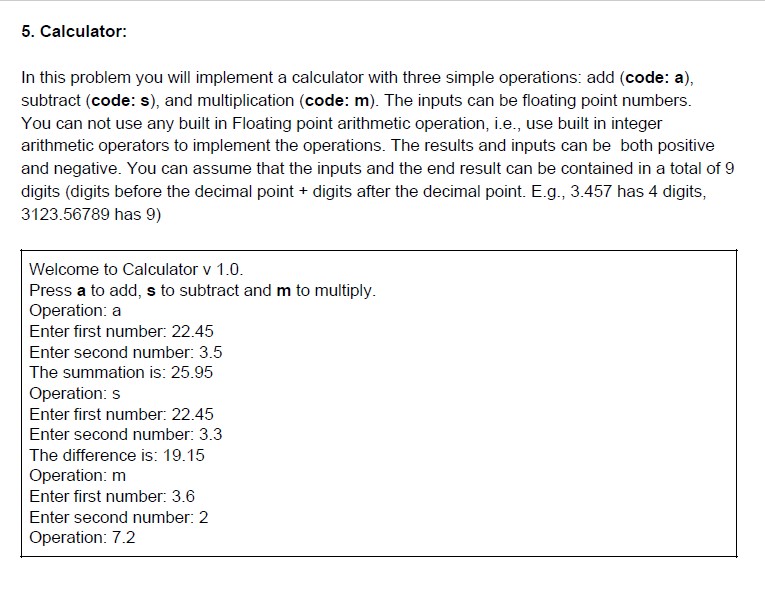 5. Calculator:
In this problem you will implement a calculator with three simple operations: add (code: a),
subtract (code: s), and multiplication (code: m). The inputs can be floating point numbers.
You can not use any built in Floating point arithmetic operation, i.e., use built in integer
arithmetic operators to implement the operations. The results and inputs can be  both positive
and negative. You can assume that the inputs and the end result can be contained in a total of 9
digits (digits before the decimal point + digits after the decimal point. E.g., 3.457 has 4 digits,
3123.56789 has 9)
Welcome to Calculator v 1.0.
Press a to add, s to subtract and m to multiply.
Operation: a
Enter first number: 22.45
Enter second number: 3.5
The summation is: 25.95
Operation: s
Enter first number: 22.45
Enter second number: 3.3
The difference is: 19.15
Operation: m
Enter first number: 3.6
Enter second number: 2
Operation: 7.2